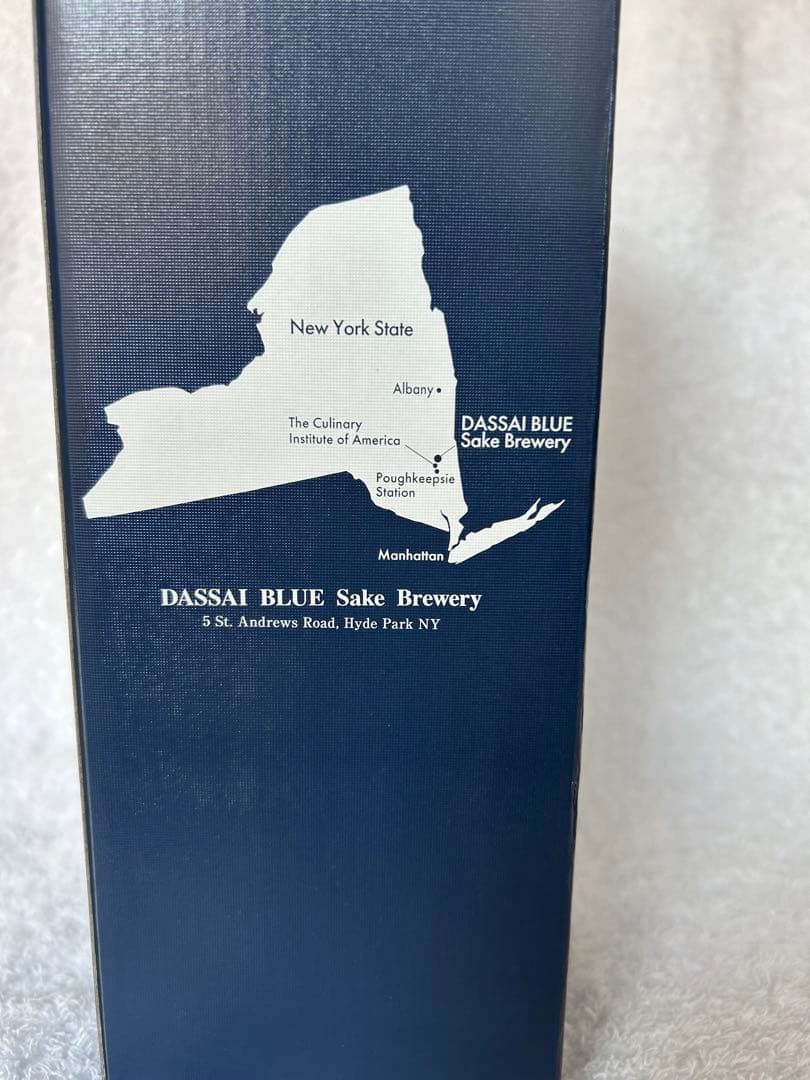 New York State
Albany
The Culinary
Institute of America
DASSAI BLUE
Sake Brewery
Poughkeepsie
Station
Manhattan
DASSAI BLUE Sake Brewery
5 St. Andrews Road, Hyde Park NY